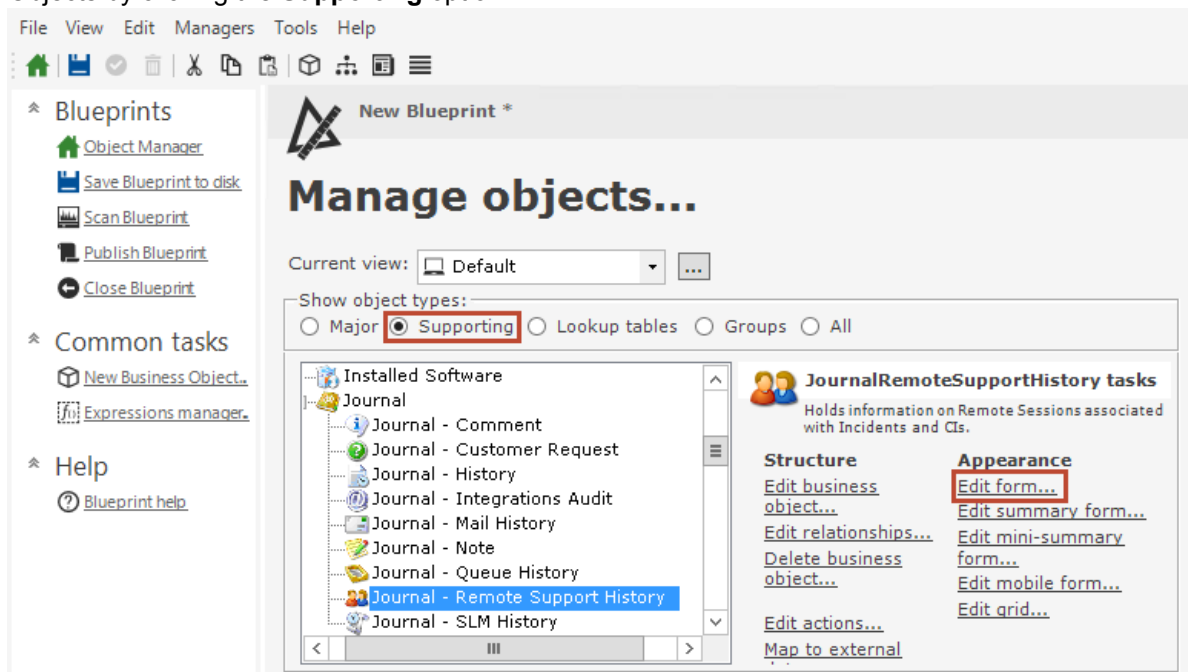 File View Edit Managers Tools Help
Blueprints
Object Manager
Save Blueprint to disk
Scan Blueprint
Publish Blueprint
Close Blueprint
Common tasks
New Business Object...
Expressions manager.
Help
Blueprint help
New Blueprint *
Manage objects...
Current view: Default ...
Show object types:
Major Supporting Lookup tables Groups All
Installed Software
Journal
Journal - Comment
Journal - Customer Request
Journal - History
Journal - Integrations Audit
Journal - Mail History
Journal - Note
Journal - Queue History
Journal - Remote Support History
Journal - SLM History
JournalRemoteSupportHistory tasks
Holds information on Remote Sessions associated
with Incidents and CIs.
Structure
Edit business
object...
Edit relationships...
Delete business
object...
Edit actions...
Map to external
Appearance
Edit form...
Edit summary form...
Edit mini-summary
form...
Edit mobile form...
Edit grid...